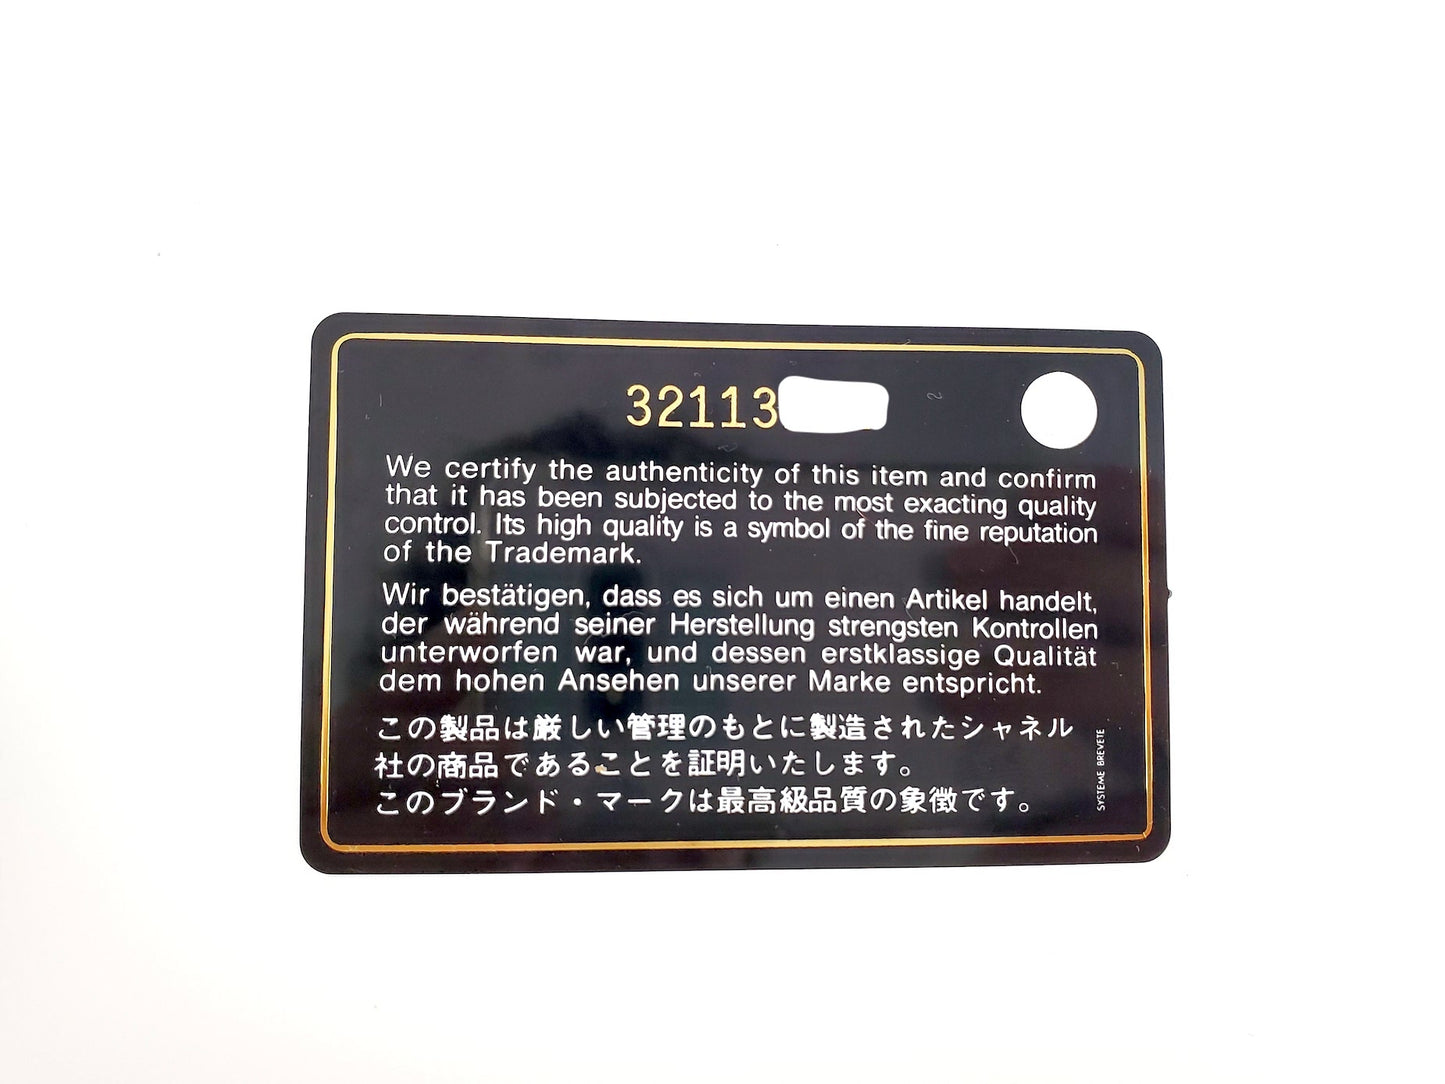 32113
We certify the authenticity of this item and confirm
that it has been subjected to the most exacting quality
control. Its high quality is a symbol of the fine reputation
of the Trademark.
Wir bestätigen, dass es sich um einen Artikel handelt,
der während seiner Herstellung strengsten Kontrollen
unterworfen war, und dessen erstklassige Qualität
dem hohen Ansehen unserer Marke entspricht.
この製品は厳しい管理のもとに製造されたシャネル
社の商品であることを証明いたします。
このブランド・マークは最高級品質の象徴です。
SYSTEME BREVETE